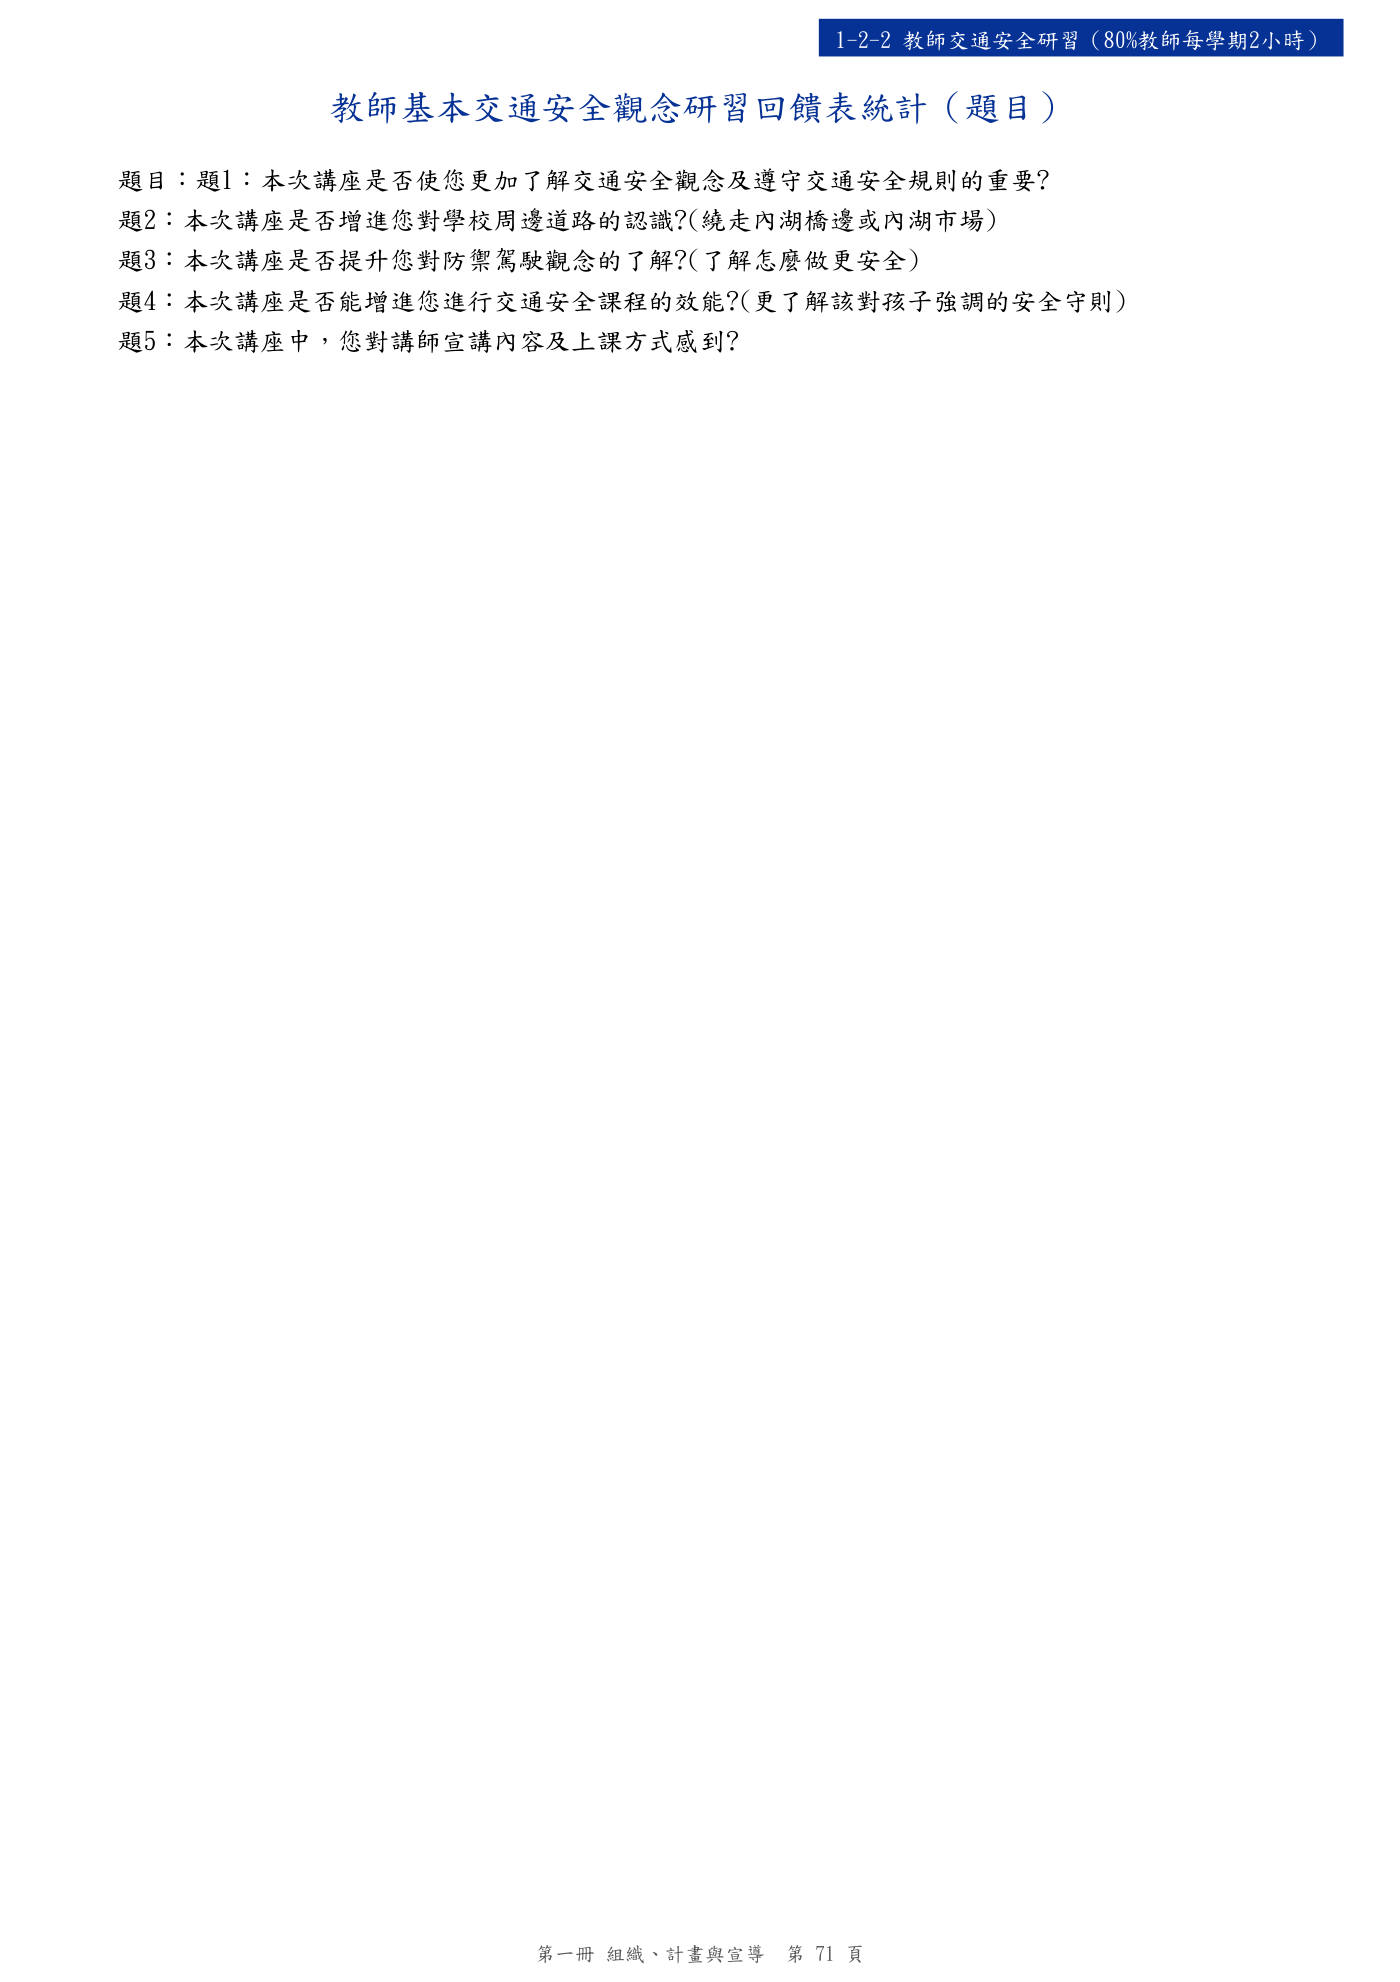 1-2-2 教師交通安全研習（80%教師每學期2小時）
教師基本交通安全觀念研習回饋表統計（題目）
題目：題1：本次講座是否使您更加了解交通安全觀念及遵守交通安全規則的重要?
題2：本次講座是否增進您對學校周邊道路的認識?(繞走內湖橋邊或內湖市場)
題3：本次講座是否提升您對防禦駕駛觀念的了解?(了解怎麼做更安全)
題4：本次講座是否能增進您進行交通安全課程的效能?(更了解該對孩子強調的安全守則)
題5：本次講座中，您對講師宣講內容及上課方式感到?
第一冊 組織、計畫與宣導　第 71 頁